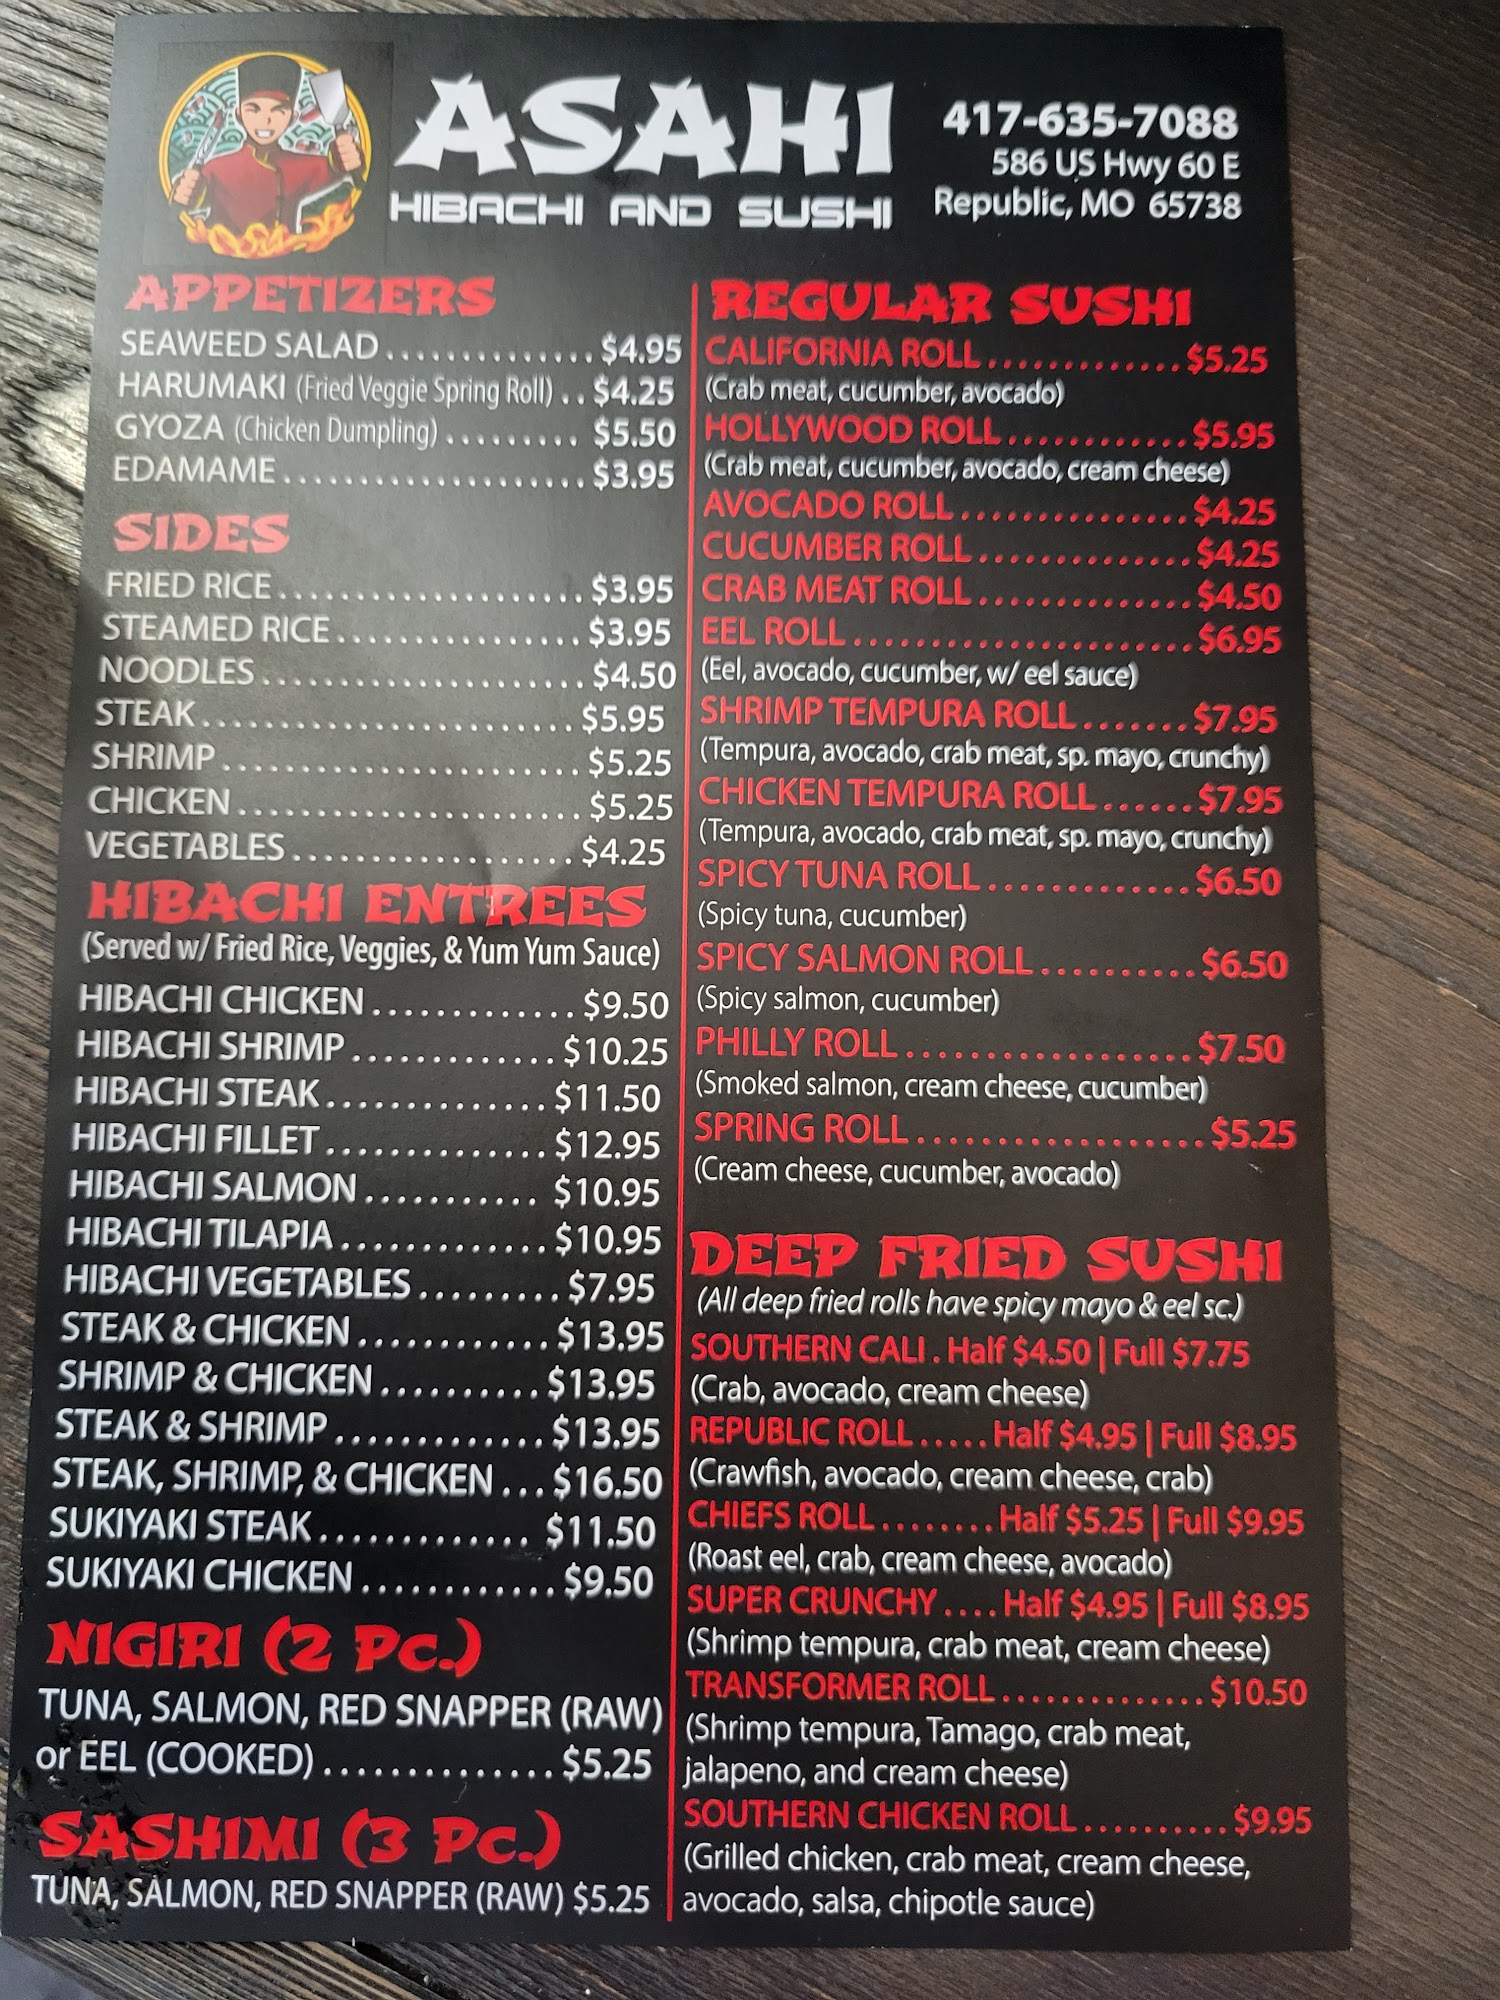 ASAHI
HIBACHI AND SUSHI
417-635-7088
586 US Hwy 60 E
Republic, MO 65738
APPETIZERS
SEAWEED SALAD..............$4.95
HARUMAKI (Fried Veggie Spring Roll)..$4.25
GYOZA (Chicken Dumpling).........$5.50
EDAMAME....................$3.95
SIDES
FRIED RICE....................$3.95
STEAMED RICE................$3.95
NOODLES.....................$4.50
STEAK.........................$5.95
SHRIMP.......................$5.25
CHICKEN......................$5.25
VEGETABLES..................$4.25
HIBACHI ENTREES
(Served w/ Fried Rice, Veggies, & Yum Yum Sauce)
HIBACHI CHICKEN.............$9.50
HIBACHI SHRIMP.............$10.25
HIBACHI STEAK..............$11.50
HIBACHI FILLET..............$12.95
HIBACHI SALMON...........$10.95
HIBACHI TILAPIA.............$10.95
HIBACHI VEGETABLES.........$7.95
STEAK & CHICKEN............$13.95
SHRIMP & CHICKEN..........$13.95
STEAK & SHRIMP.............$13.95
STEAK, SHRIMP, & CHICKEN...$16.50
SUKIYAKI STEAK.............$11.50
SUKIYAKI CHICKEN............$9.50
NIGIRI (2 Pc.)
TUNA, SALMON, RED SNAPPER (RAW)
or EEL (COOKED)..............$5.25
SASHIMI (3 Pc.)
TUNA, SALMON, RED SNAPPER (RAW) $5.25
REGULAR SUSHI
CALIFORNIA ROLL.............$5.25
(Crab meat, cucumber, avocado)
HOLLYWOOD ROLL............$5.95
(Crab meat, cucumber, avocado, cream cheese)
AVOCADO ROLL...............$4.25
CUCUMBER ROLL..............$4.25
CRAB MEAT ROLL..............$4.50
EEL ROLL......................$6.95
(Eel, avocado, cucumber, w/ eel sauce)
SHRIMP TEMPURA ROLL.......$7.95
(Tempura, avocado, crab meat, sp. mayo, crunchy)
CHICKEN TEMPURA ROLL......$7.95
(Tempura, avocado, crab meat, sp. mayo, crunchy)
SPICY TUNA ROLL.............$6.50
(Spicy tuna, cucumber)
SPICY SALMON ROLL..........$6.50
(Spicy salmon, cucumber)
PHILLY ROLL...................$7.50
(Smoked salmon, cream cheese, cucumber)
SPRING ROLL...................$5.25
(Cream cheese, cucumber, avocado)
DEEP FRIED SUSHI
(All deep fried rolls have spicy mayo & eel sc.)
SOUTHERN CALI. Half $4.50 | Full $7.75
(Crab, avocado, cream cheese)
REPUBLIC ROLL.....Half $4.95 | Full $8.95
(Crawfish, avocado, cream cheese, crab)
CHIEFS ROLL........Half $5.25 | Full $9.95
(Roast eel, crab, cream cheese, avocado)
SUPER CRUNCHY....Half $4.95 | Full $8.95
(Shrimp tempura, crab meat, cream cheese)
TRANSFORMER ROLL..............$10.50
(Shrimp tempura, Tamago, crab meat,
jalapeno, and cream cheese)
SOUTHERN CHICKEN ROLL..........$9.95
(Grilled chicken, crab meat, cream cheese,
avocado, salsa, chipotle sauce)